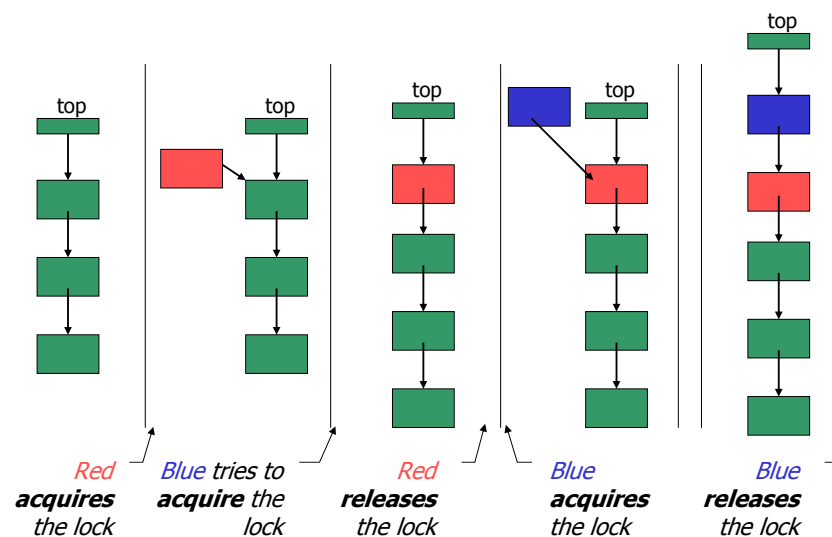 top
top
top
top
top
Red
acquires
the lock
Blue tries to
acquire the
lock
Red
releases
the lock
Blue
acquires
the lock
Blue
releases
the lock